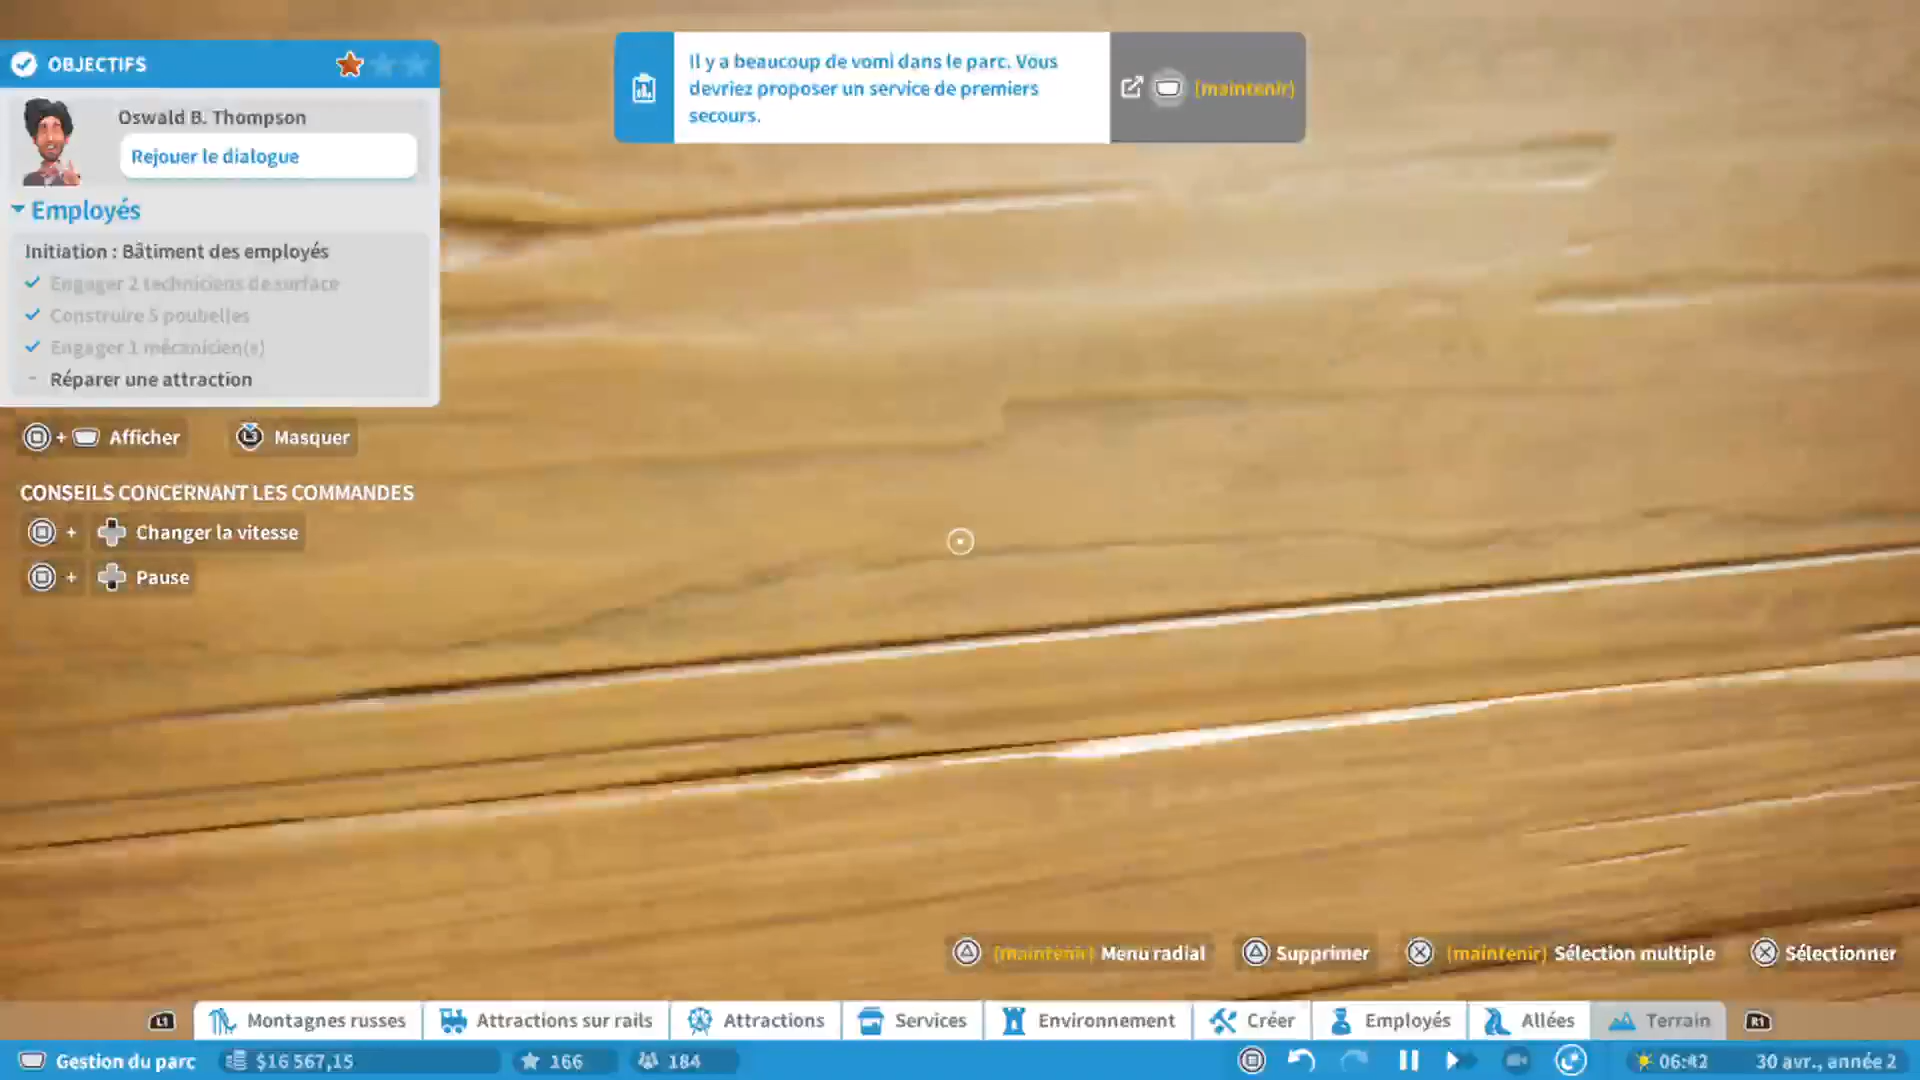 OBJECTIFS
Oswald B. Thompson
Rejouer le dialogue
Employés
Initiation : Bâtiment des employés
Engager 2 techniciens de surface
Construire 5 poubelles
Engager 1 mécanicien(s)
- Réparer une attraction
+ Afficher
L3 Masquer
CONSEILS CONCERNANT LES COMMANDES
+ Changer la vitesse
+ Pause
Il y a beaucoup de vomi dans le parc. Vous
devriez proposer un service de premiers
secours.
(maintenir)
(maintenir) Menu radial
Supprimer
(maintenir) Sélection multiple
Sélectionner
L1 Montagnes russes Attractions sur rails Attractions Services Environnement Créer Employés Allées Terrain R1
Gestion du parc $16 567,15 166 184 06:42 30 avr., année 2